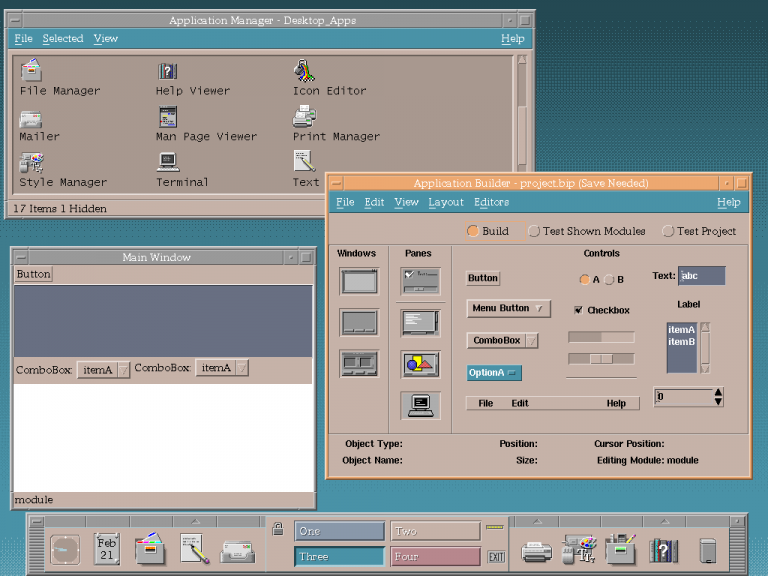 Application Manager - Desktop_Apps
File Selected View Help
File Manager Help Viewer Icon Editor
Mailer Man Page Viewer Print Manager
Style Manager Terminal Text
17 Items 1 Hidden
Application Builder - project.bip (Save Needed)
File Edit View Layout Editors Help
Build Test Shown Modules Test Project
Windows Panes Controls
Button A B Text: abc
Menu Button Checkbox Label
ComboBox itemA
itemB
OptionA
File Edit Help 0
Object Type: Position: Cursor Position:
Object Name: Size: Editing Module: module
Main Window
Button
ComboBox: itemA ComboBox: itemA
module
Feb
21
One Two
Three Four
EXIT